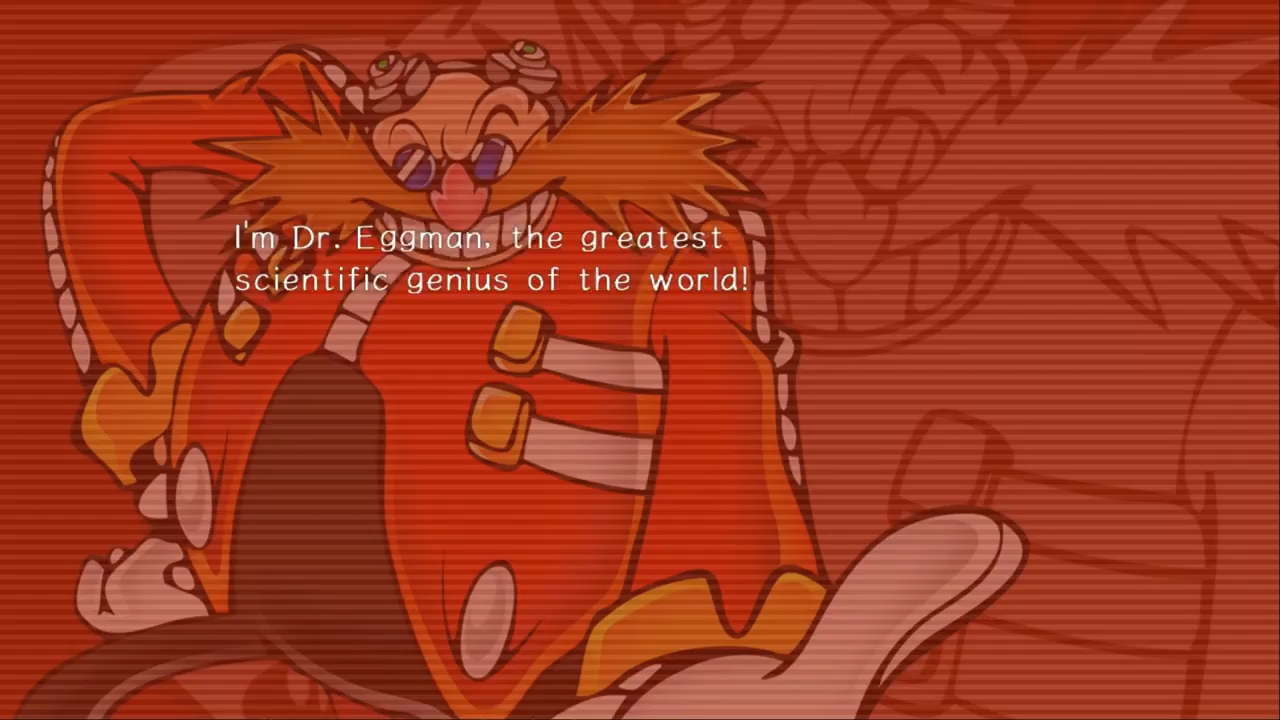 I'm Dr. Eggman, the greatest
scientific genius of the world!